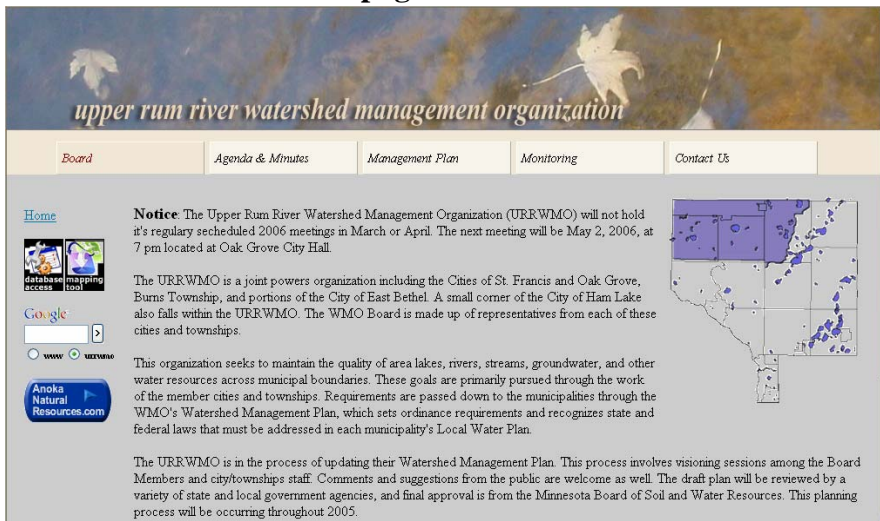 upper rum river watershed management organization
Board
Agenda & Minutes
Management Plan
Monitoring
Contact Us
Home
database access
mapping tool
Google
www
urrwmo
Anoka
Natural
Resources.com
Notice: The Upper Rum River Watershed Management Organization (URRWMO) will not hold
it's regulary secheduled 2006 meetings in March or April. The next meeting will be May 2, 2006, at
7 pm located at Oak Grove City Hall.
The URRWMO is a joint powers organization including the Cities of St. Francis and Oak Grove,
Burns Township, and portions of the City of East Bethel. A small corner of the City of Ham Lake
also falls within the URRWMO. The WMO Board is made up of representatives from each of these
cities and townships.
This organization seeks to maintain the quality of area lakes, rivers, streams, groundwater, and other
water resources across municipal boundaries. These goals are primarily pursued through the work
of the member cities and townships. Requirements are passed down to the municipalities through the
WMO's Watershed Management Plan, which sets ordinance requirements and recognizes state and
federal laws that must be addressed in each municipality's Local Water Plan.
The URRWMO is in the process of updating their Watershed Management Plan. This process involves visioning sessions among the Board
Members and city/townships staff. Comments and suggestions from the public are welcome as well. The draft plan will be reviewed by a
variety of state and local government agencies, and final approval is from the Minnesota Board of Soil and Water Resources. This planning
process will be occurring throughout 2005.